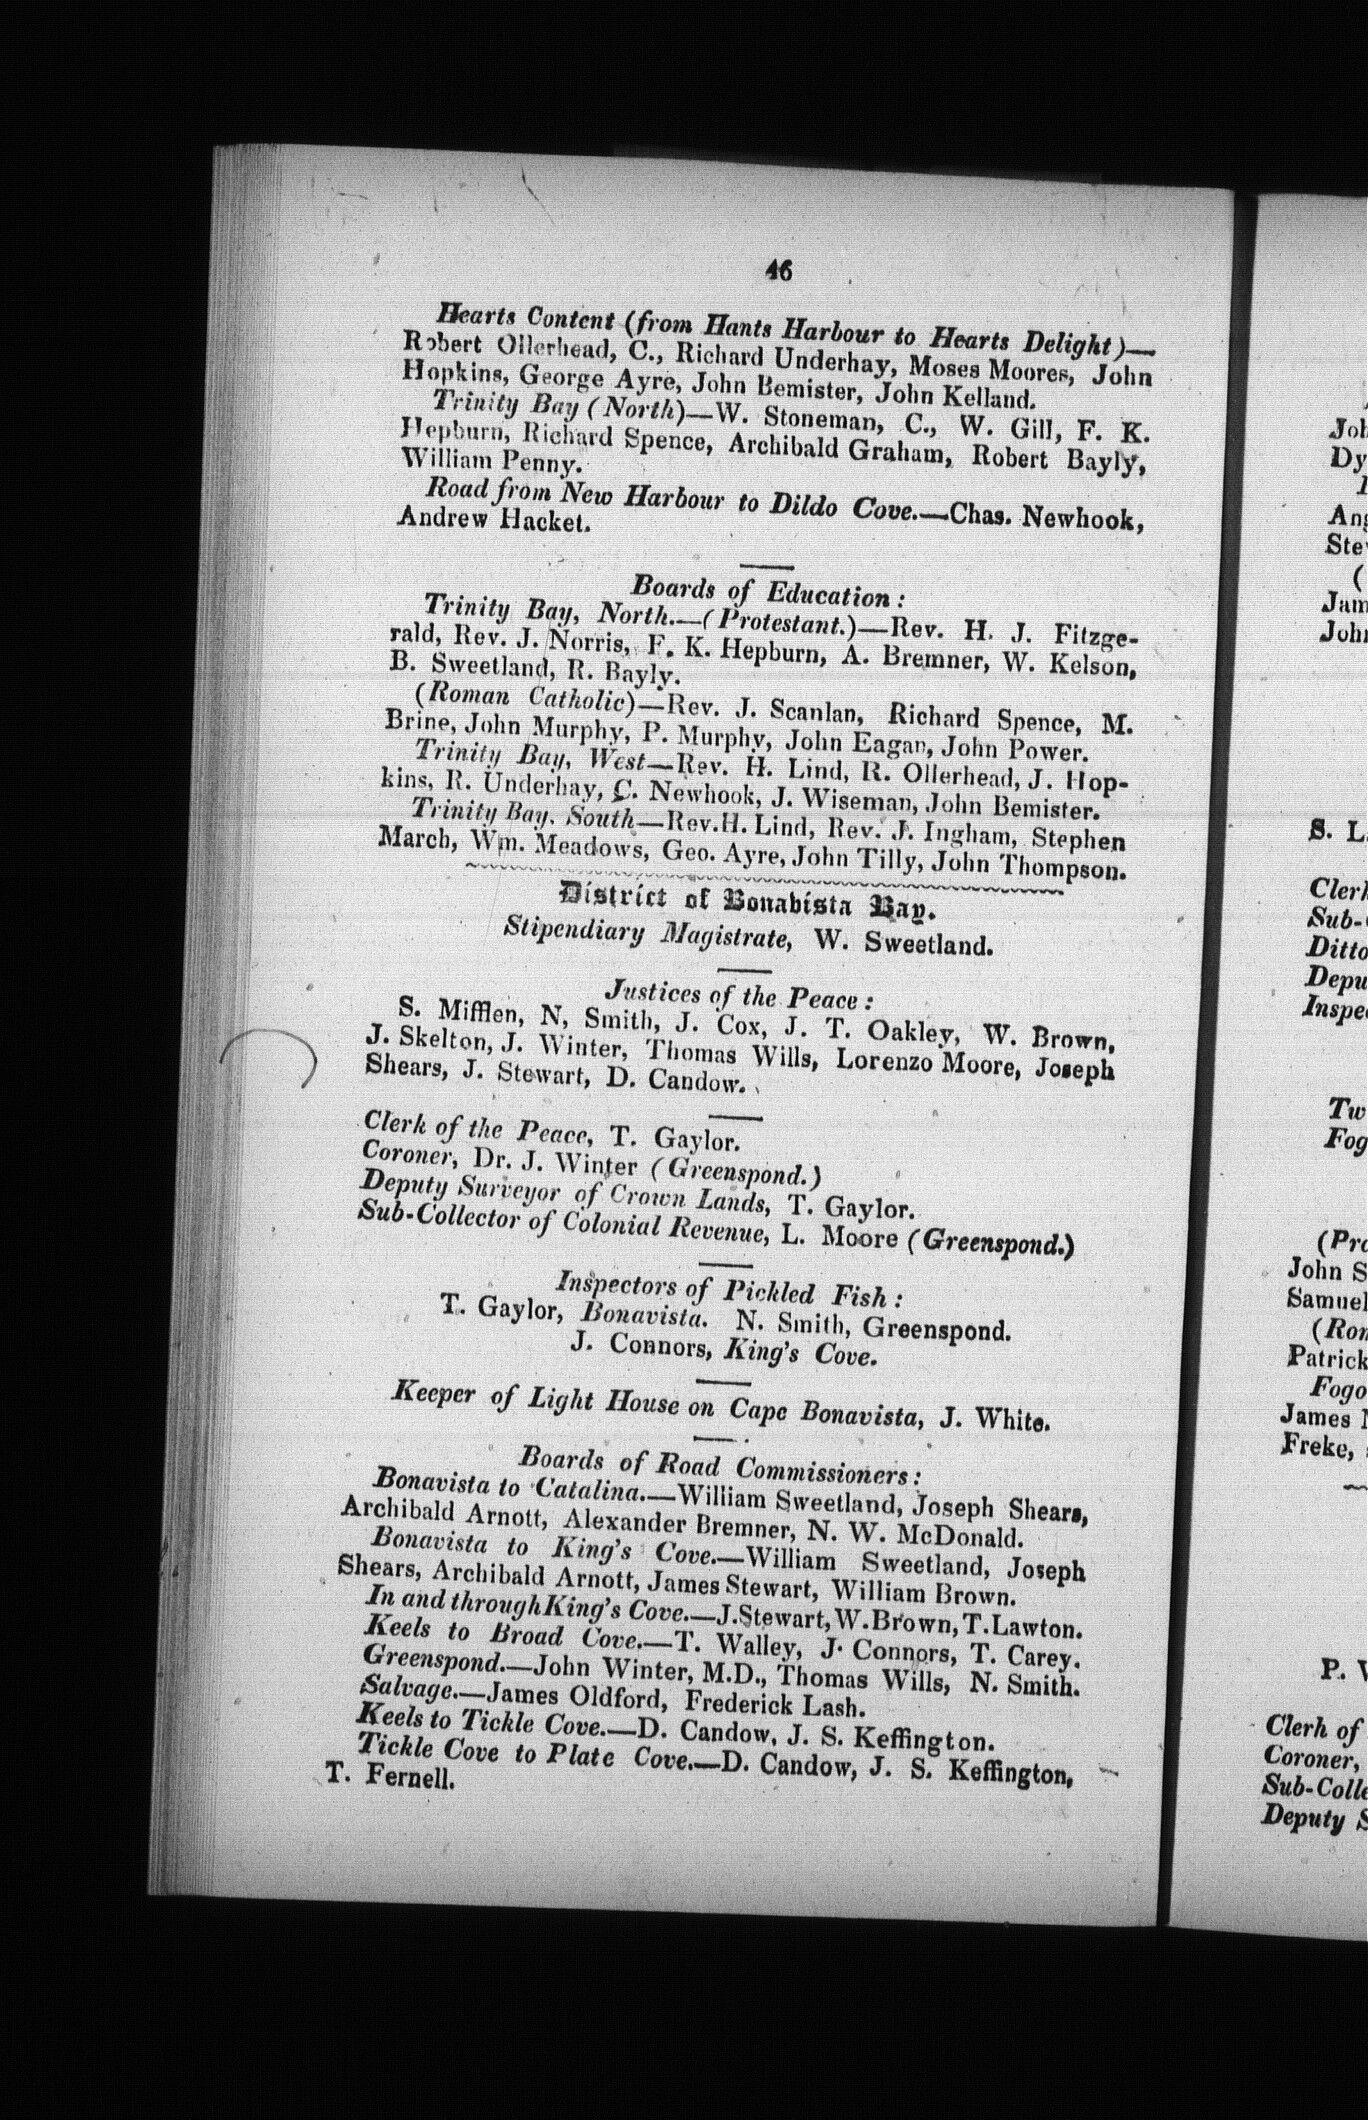 46
Hearts Content (from Hants Harbour to Hearts Delight)—
Robert Ollerhead, C., Richard Underhay, Moses Moores, John
Hopkins, George Ayre, John Bemister, John Kelland.
Trinity Bay (North)—W. Stoneman, C., W. Gill, F. K.
Hepburn, Richard Spence, Archibald Graham, Robert Bayly,
William Penny.
Road from New Harbour to Dildo Cove.—Chas. Newhook,
Andrew Hacket.
Boards of Education:
Trinity Bay, North.—(Protestant.)—Rev. H. J. Fitzge-
rald, Rev. J. Norris, F. K. Hepburn, A. Bremner, W. Kelson,
B. Sweetland, R. Bayly.
(Roman Catholic)—Rev. J. Scanlan, Richard Spence, M.
Brine, John Murphy, P. Murphy, John Eagan, John Power.
Trinity Bay, West—Rev. H. Lind, R. Ollerhead, J. Hop-
kins, R. Underhay, C. Newhook, J. Wiseman, John Bemister.
Trinity Bay, South—Rev. H. Lind, Rev. J. Ingham, Stephen
March, Wm. Meadows, Geo. Ayre, John Tilly, John Thompson.
District of Bonabista Bay.
Stipendiary Magistrate, W. Sweetland.
Justices of the Peace:
S. Mifflen, N, Smith, J. Cox, J. T. Oakley, W. Brown,
J. Skelton, J. Winter, Thomas Wills, Lorenzo Moore, Joseph
Shears, J. Stewart, D. Candow.
Clerk of the Peace, T. Gaylor.
Coroner, Dr. J. Winter (Greenspond.)
Deputy Surveyor of Crown Lands, T. Gaylor.
Sub-Collector of Colonial Revenue, L. Moore (Greenspond.)
Inspectors of Pickled Fish:
T. Gaylor, Bonavista. N. Smith, Greenspond.
J. Connors, King's Cove.
Keeper of Light House on Cape Bonavista, J. White.
Boards of Road Commissioners:
Bonavista to Catalina.—William Sweetland, Joseph Shears,
Archibald Arnott, Alexander Bremner, N. W. McDonald.
Bonavista to King's Cove.—William Sweetland, Joseph
Shears, Archibald Arnott, James Stewart, William Brown.
In and through King's Cove.—J. Stewart, W. Brown, T. Lawton.
Keels to Broad Cove.—T. Walley, J. Connors, T. Carey.
Greenspond.—John Winter, M.D., Thomas Wills, N. Smith.
Salvage.—James Oldford, Frederick Lash.
Keels to Tickle Cove.—D. Candow, J. S. Keffington.
Tickle Cove to Plate Cove.—D. Candow, J. S. Keffington,
T. Fernell.
S.
Sub-
Ditto
John S
(
James
Patrick
Fogo
Freke,
P.
Clerk of
Coroner,
Deputy S